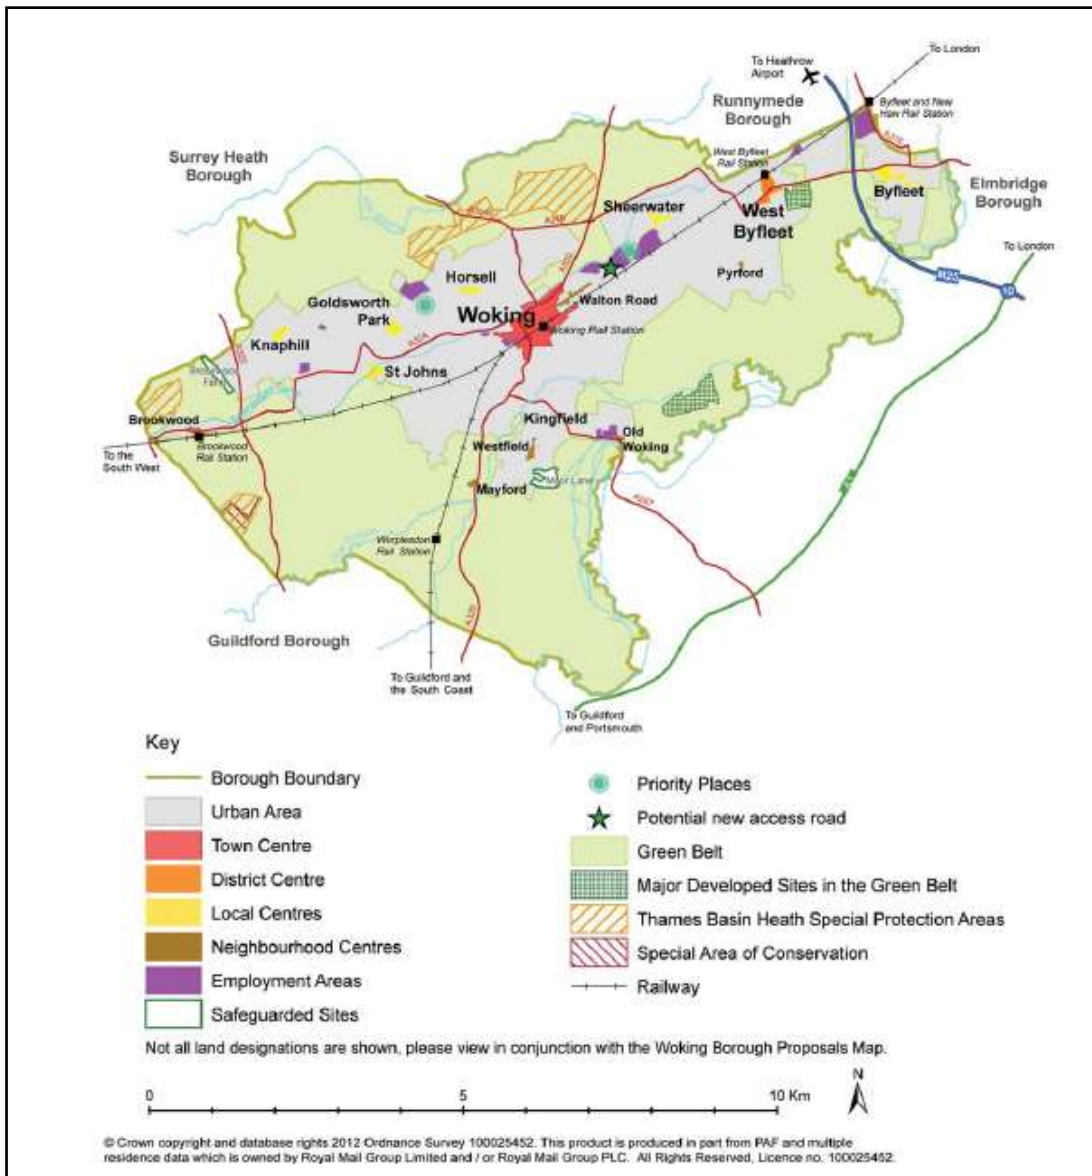 To London
To Heathrow
Airport
Byfleet and New
Haw Rail Station
Runnymede
Borough
West Byfleet
Rail Station
Surrey Heath
Borough
Byfleet
Elmbridge
Borough
Sheerwater
West
Byfleet
To London
M25
10
Pyrford
Horsell
Goldsworth
Park
Woking
Walton Road
Woking Rail Station
Knaphill
St Johns
Brookwood
Farm
Brookwood
Brookwood
Rail Station
To the
South West
Kingfield
Westfield
Old
Woking
Moor Lane
Mayford
Worplesdon
Rail Station
A320
Guildford Borough
To Guildford and
the South Coast
To Guildford
and Portsmouth
Key
Borough Boundary
Urban Area
Town Centre
District Centre
Local Centres
Neighbourhood Centres
Employment Areas
Safeguarded Sites
Priority Places
Potential new access road
Green Belt
Major Developed Sites in the Green Belt
Thames Basin Heath Special Protection Areas
Special Area of Conservation
Railway
Not all land designations are shown, please view in conjunction with the Woking Borough Proposals Map.
0 5 10 Km
N
© Crown copyright and database rights 2012 Ordnance Survey 100025452. This product is produced in part from PAF and multiple
residence data which is owned by Royal Mail Group Limited and / or Royal Mail Group PLC. All Rights Reserved, Licence no. 100025452.